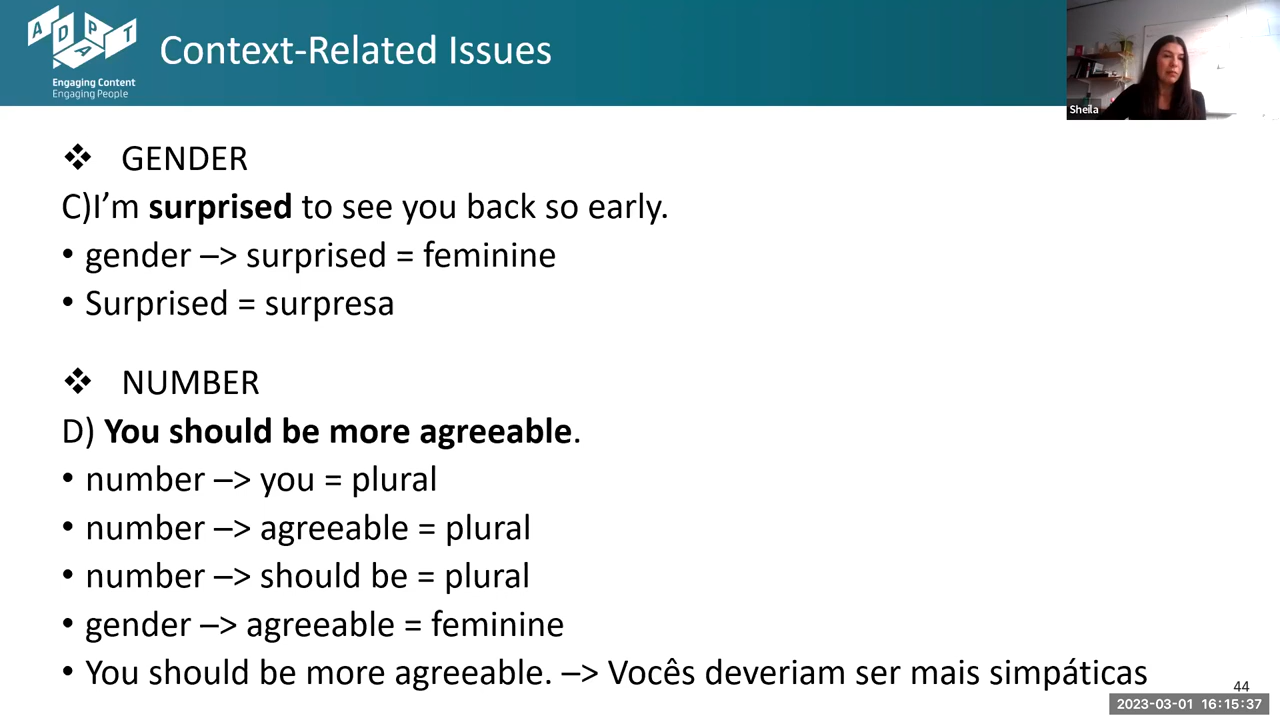 ADAPT
Engaging Content
Engaging People
Context-Related Issues
Sheila
❖ GENDER
C)I’m surprised to see you back so early.
• gender –> surprised = feminine
• Surprised = surpresa
❖ NUMBER
D) You should be more agreeable.
• number –> you = plural
• number –> agreeable = plural
• number –> should be = plural
• gender –> agreeable = feminine
• You should be more agreeable. –> Vocês deveriam ser mais simpáticas
44
2023-03-01 16:15:37